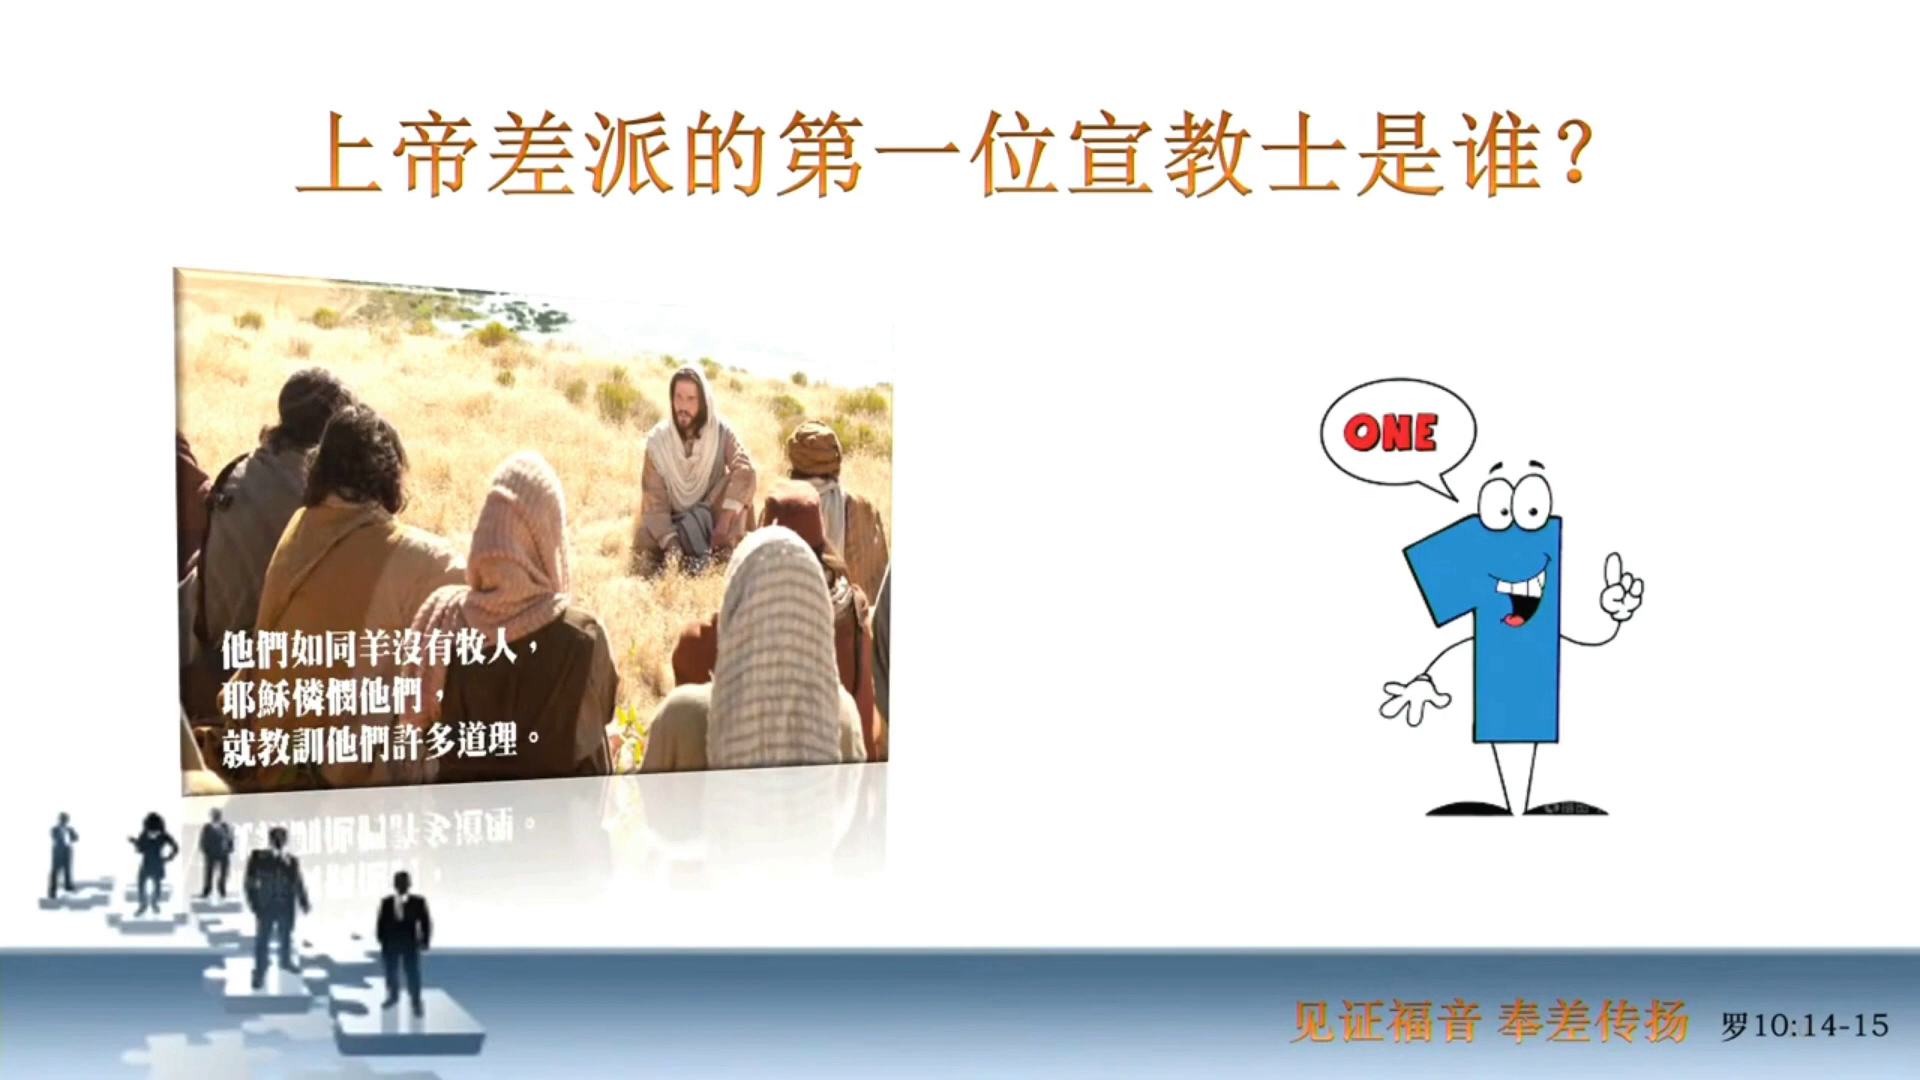 上帝差派的第一位宣教士是谁？
ONE
他們如同羊沒有牧人，
耶穌憐憫他們，
就教訓他們許多道理。
见证福音 奉差传扬 罗10:14-15